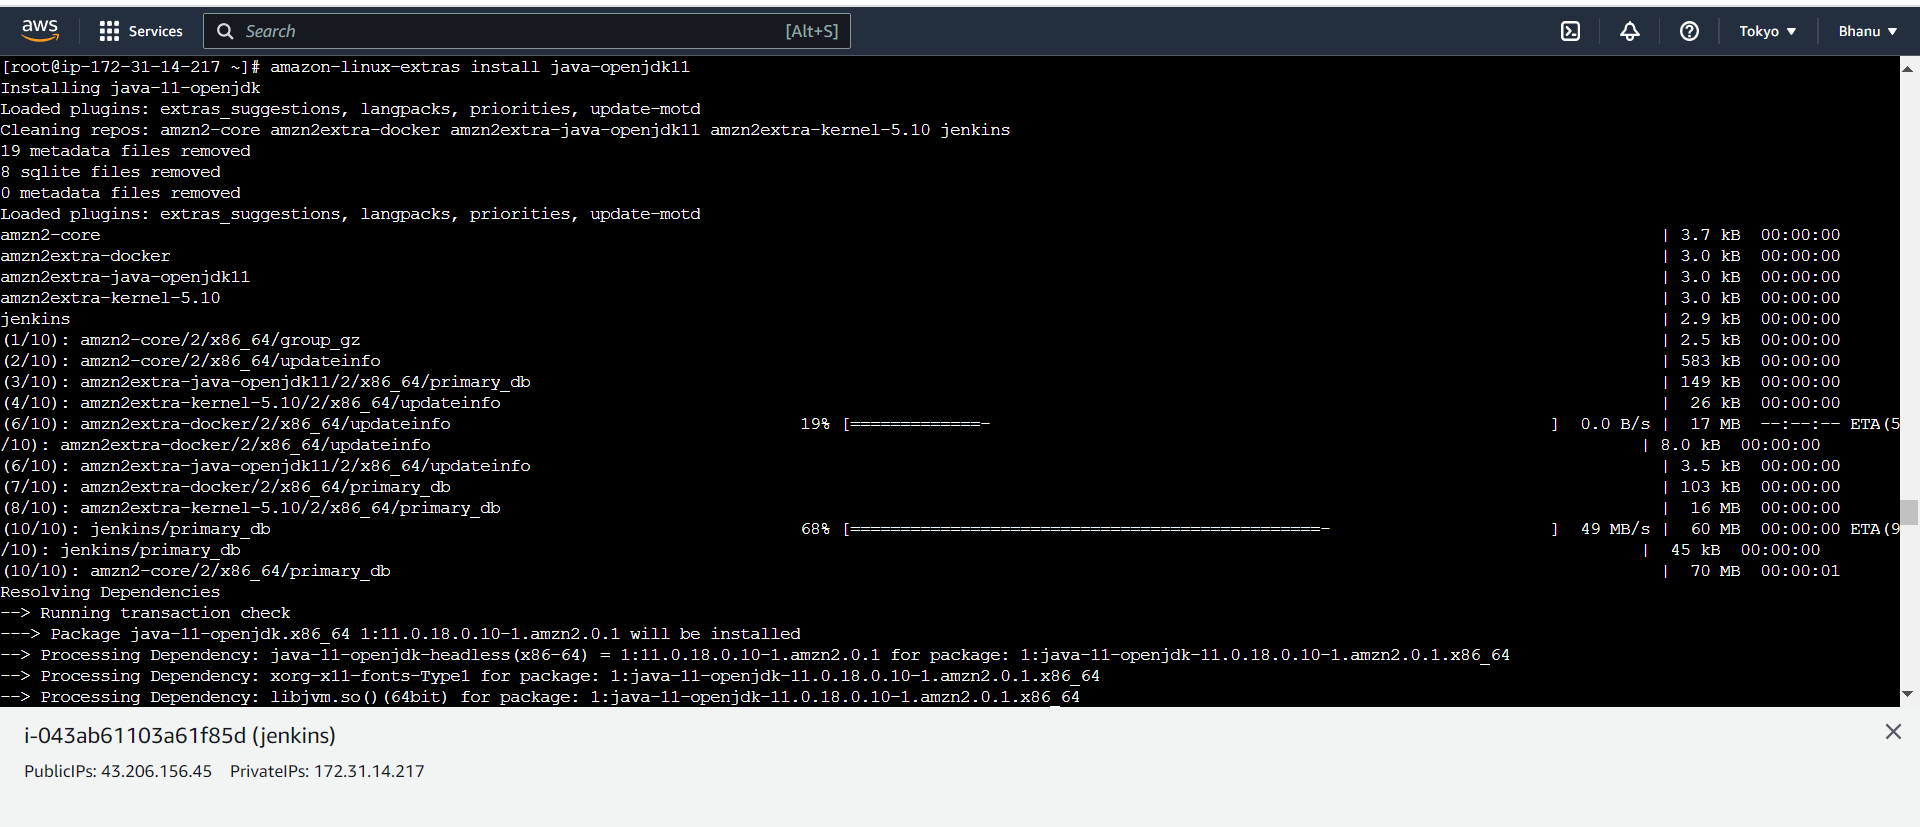 aws Services Search [Alt+S] Tokyo ▼ Bhanu ▼
[root@ip-172-31-14-217 ~]# amazon-linux-extras install java-openjdk11
Installing java-11-openjdk
Loaded plugins: extras_suggestions, langpacks, priorities, update-motd
Cleaning repos: amzn2-core amzn2extra-docker amzn2extra-java-openjdk11 amzn2extra-kernel-5.10 jenkins
19 metadata files removed
8 sqlite files removed
0 metadata files removed
Loaded plugins: extras_suggestions, langpacks, priorities, update-motd
amzn2-core | 3.7 kB 00:00:00
amzn2extra-docker | 3.0 kB 00:00:00
amzn2extra-java-openjdk11 | 3.0 kB 00:00:00
amzn2extra-kernel-5.10 | 3.0 kB 00:00:00
jenkins | 2.9 kB 00:00:00
(1/10): amzn2-core/2/x86_64/group_gz | 2.5 kB 00:00:00
(2/10): amzn2-core/2/x86_64/updateinfo | 583 kB 00:00:00
(3/10): amzn2extra-java-openjdk11/2/x86_64/primary_db | 149 kB 00:00:00
(4/10): amzn2extra-kernel-5.10/2/x86_64/updateinfo | 26 kB 00:00:00
(6/10): amzn2extra-docker/2/x86_64/updateinfo 19% [=============- ] 0.0 B/s | 17 MB --:--:-- ETA(5
/10): amzn2extra-docker/2/x86_64/updateinfo | 8.0 kB 00:00:00
(6/10): amzn2extra-java-openjdk11/2/x86_64/updateinfo | 3.5 kB 00:00:00
(7/10): amzn2extra-docker/2/x86_64/primary_db | 103 kB 00:00:00
(8/10): amzn2extra-kernel-5.10/2/x86_64/primary_db | 16 MB 00:00:00
(10/10): jenkins/primary_db 68% [===============================================- ] 49 MB/s | 60 MB 00:00:00 ETA(9
/10): jenkins/primary_db | 45 kB 00:00:00
(10/10): amzn2-core/2/x86_64/primary_db | 70 MB 00:00:01
Resolving Dependencies
--> Running transaction check
---> Package java-11-openjdk.x86_64 1:11.0.18.0.10-1.amzn2.0.1 will be installed
--> Processing Dependency: java-11-openjdk-headless(x86-64) = 1:11.0.18.0.10-1.amzn2.0.1 for package: 1:java-11-openjdk-11.0.18.0.10-1.amzn2.0.1.x86_64
--> Processing Dependency: xorg-x11-fonts-Type1 for package: 1:java-11-openjdk-11.0.18.0.10-1.amzn2.0.1.x86_64
--> Processing Dependency: libjvm.so()(64bit) for package: 1:java-11-openjdk-11.0.18.0.10-1.amzn2.0.1.x86_64
i-043ab61103a61f85d (jenkins)
PublicIPs: 43.206.156.45 PrivateIPs: 172.31.14.217